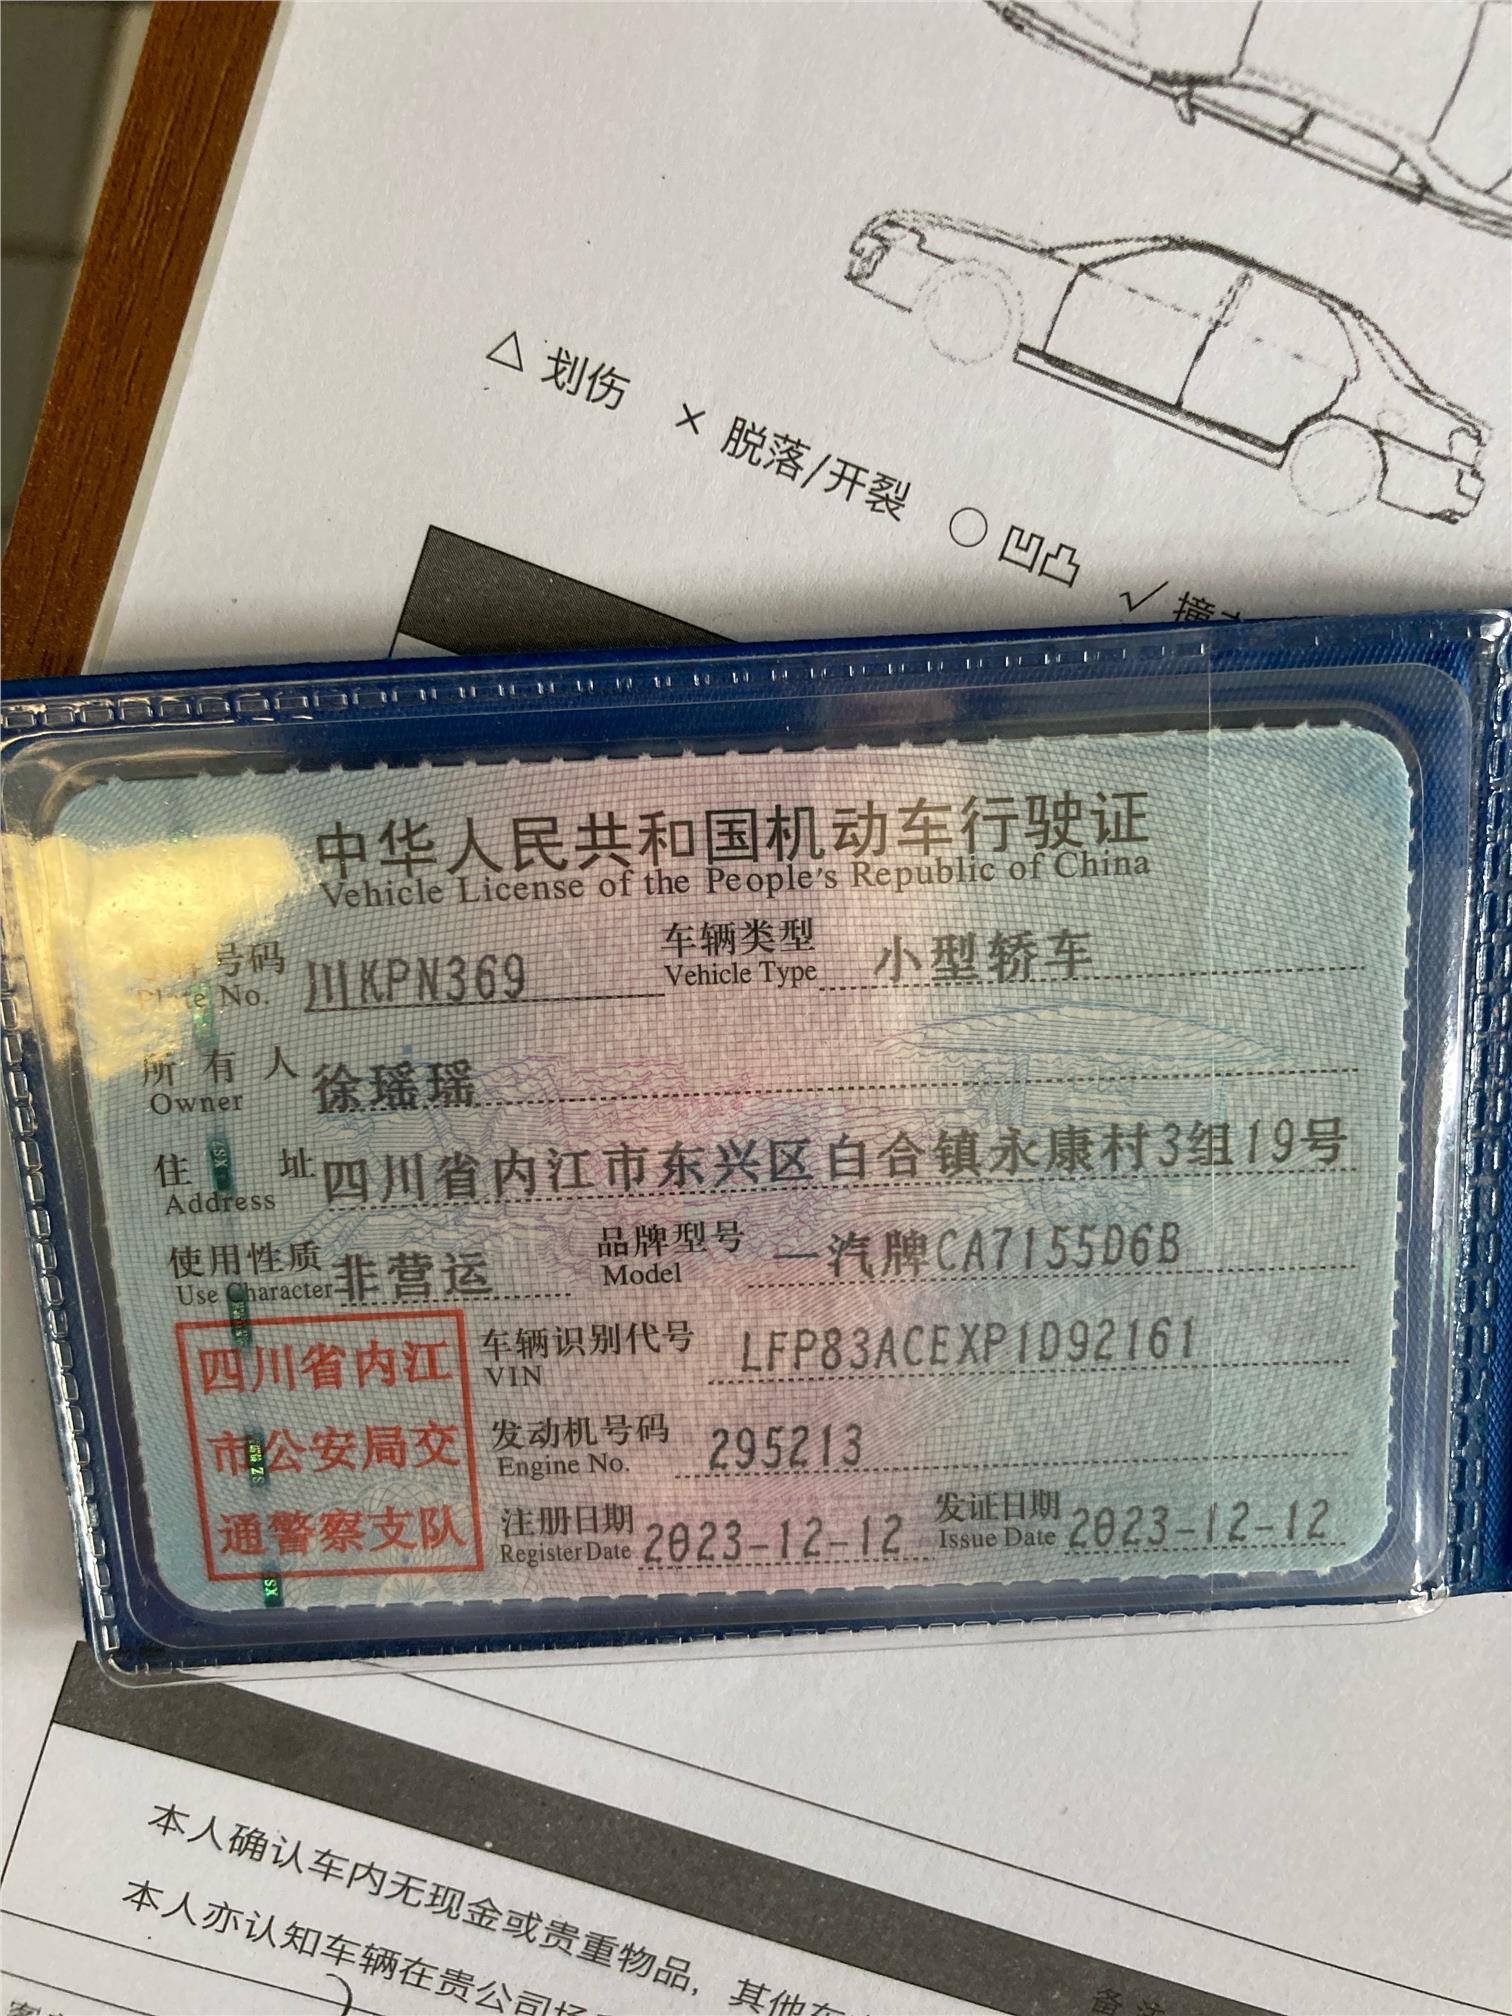 △ 划伤 × 脱落/开裂 ○ 凹凸 √
中华人民共和国机动车行驶证
Vehicle License of the People's Republic of China
号码 川KPN369 车辆类型 小型轿车
Plate No. Vehicle Type
所有人 徐瑶瑶
Owner
住址 四川省内江市东兴区白合镇永康村3组19号
Address
使用性质 非营运 品牌型号 一汽牌CA7155D6B
Use Character Model
四川省内江
市公安局交
通警察支队
车辆识别代号 LFP83ACEXP1D92161
VIN
发动机号码 295213
Engine No.
注册日期 2023-12-12 发证日期 2023-12-12
Register Date Issue Date
本人确认车内无现金或贵重物品，其他
本人亦认知车辆在贵公司
备注